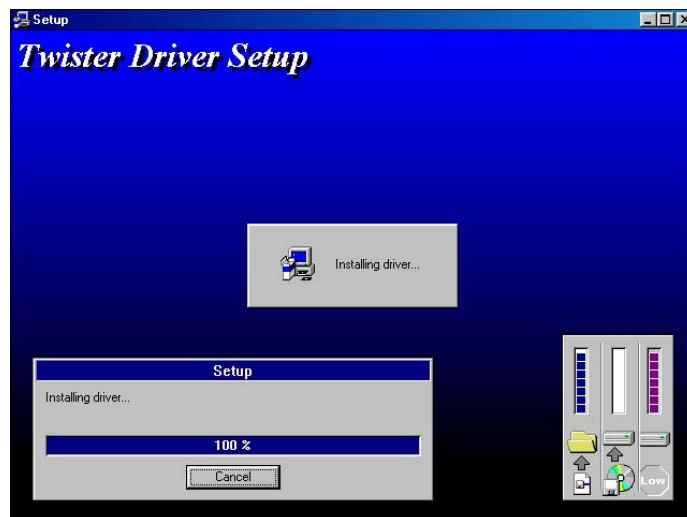 Setup
Twister Driver Setup
Installing driver...
Setup
Installing driver...
100 %
Cancel
Low